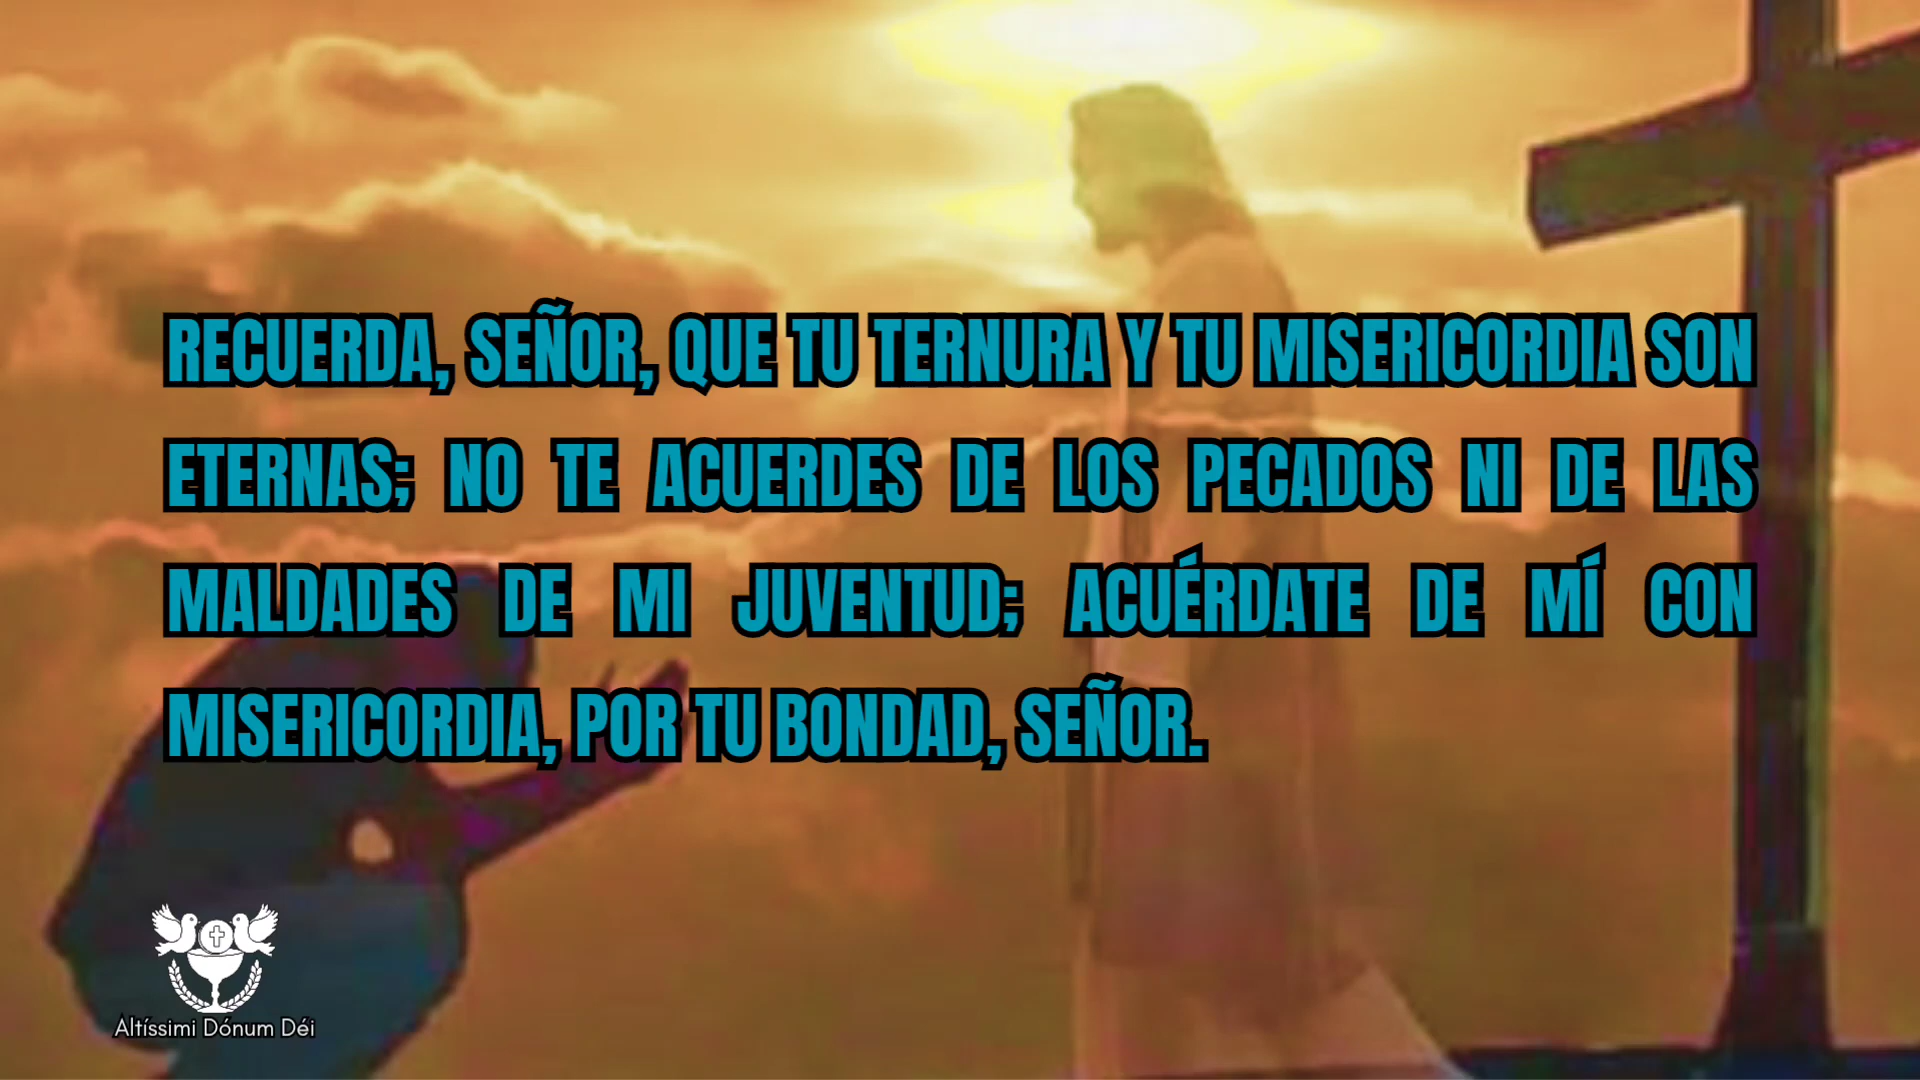 RECUERDA, SEÑOR, QUE TU TERNURA Y TU MISERICORDIA SON
ETERNAS; NO TE ACUERDES DE LOS PECADOS NI DE LAS
MALDADES DE MI JUVENTUD; ACUÉRDATE DE MÍ CON
MISERICORDIA, POR TU BONDAD, SEÑOR.
Altíssimi Dónum Déi